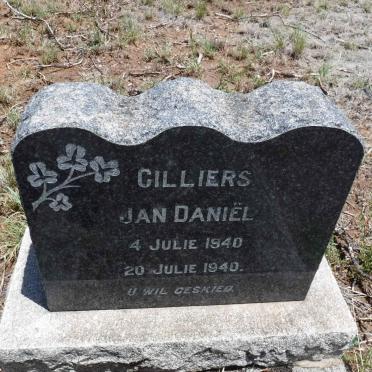 CILLIERS
JAN DANIËL
4 JULIE 1940
20 JULIE 1940.
U WIL GESKIED.